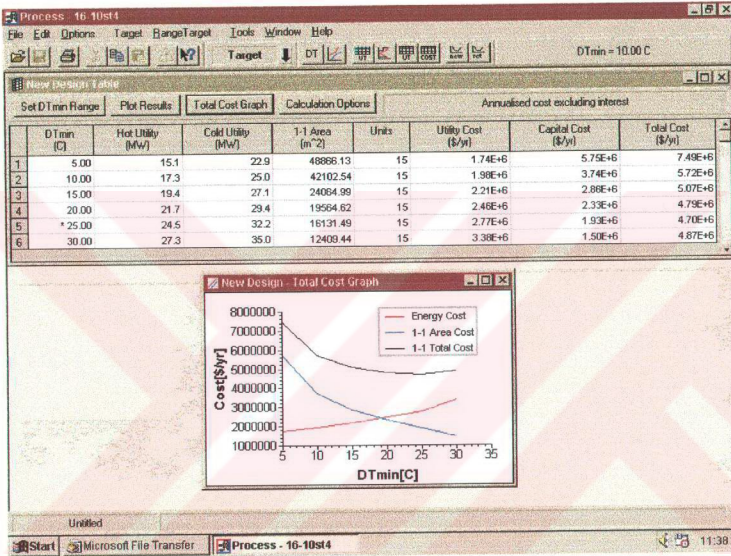 Process - 16-10st4
File Edit Options Target RangeTarget Tools Window Help
Target DT UT UT COST new ret DTmin = 10.00 C
New Design Table
Set DTmin Range Plot Results Total Cost Graph Calculation Options Annualised cost excluding interest
DTmin (C) Hot Utility (MW) Cold Utility (MW) 1-1 Area (m^2) Units Utility Cost ($/yr) Capital Cost ($/yr) Total Cost ($/yr)
1 5.00 15.1 22.9 48866.13 15 1.74E+6 5.75E+6 7.49E+6
2 10.00 17.3 25.0 42102.54 15 1.98E+6 3.74E+6 5.72E+6
3 15.00 19.4 27.1 24064.99 15 2.21E+6 2.86E+6 5.07E+6
4 20.00 21.7 29.4 19564.62 15 2.46E+6 2.33E+6 4.79E+6
5 * 25.00 24.5 32.2 16131.49 15 2.77E+6 1.93E+6 4.70E+6
6 30.00 27.3 35.0 12409.44 15 3.38E+6 1.50E+6 4.87E+6
New Design - Total Cost Graph
Cost[$/yr]
8000000
7000000
6000000
5000000
4000000
3000000
2000000
1000000
Energy Cost
1-1 Area Cost
1-1 Total Cost
5 10 15 20 25 30 35
DTmin[C]
Untitled
Start Microsoft File Transfer Process - 16-10st4 11:38